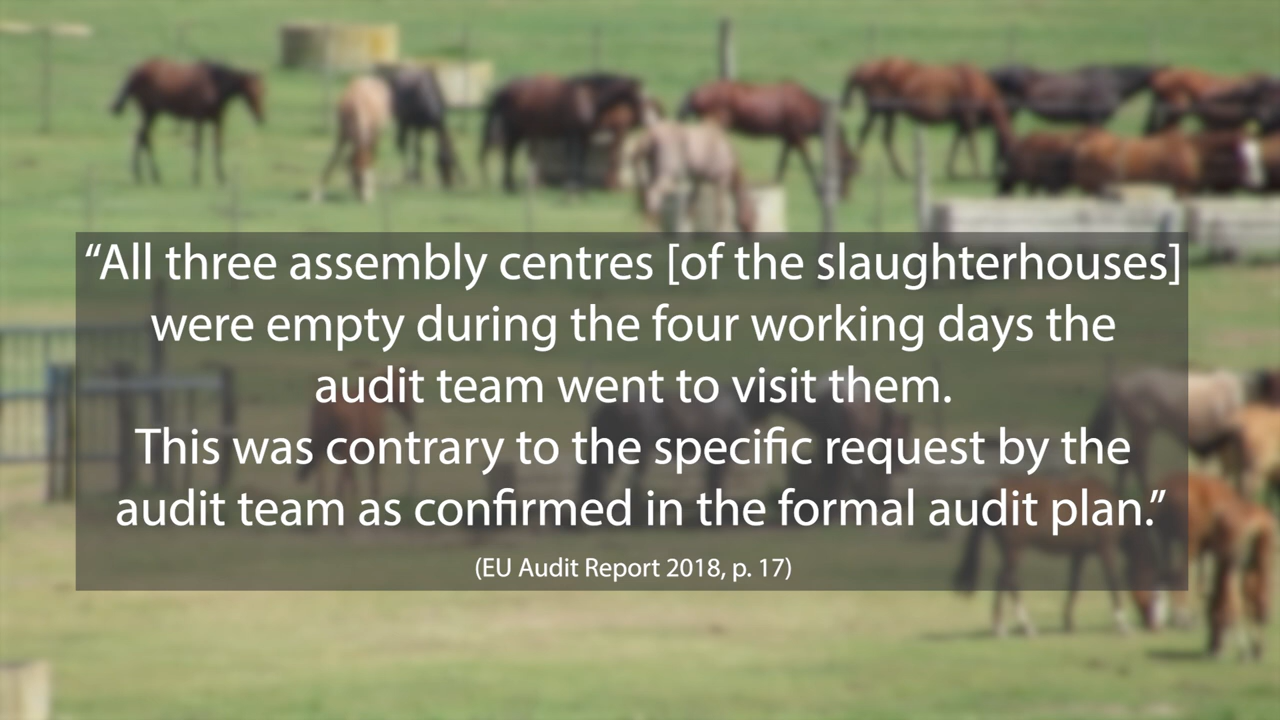 “All three assembly centres [of the slaughterhouses]
were empty during the four working days the
audit team went to visit them.
This was contrary to the specific request by the
audit team as confirmed in the formal audit plan.”
(EU Audit Report 2018, p. 17)